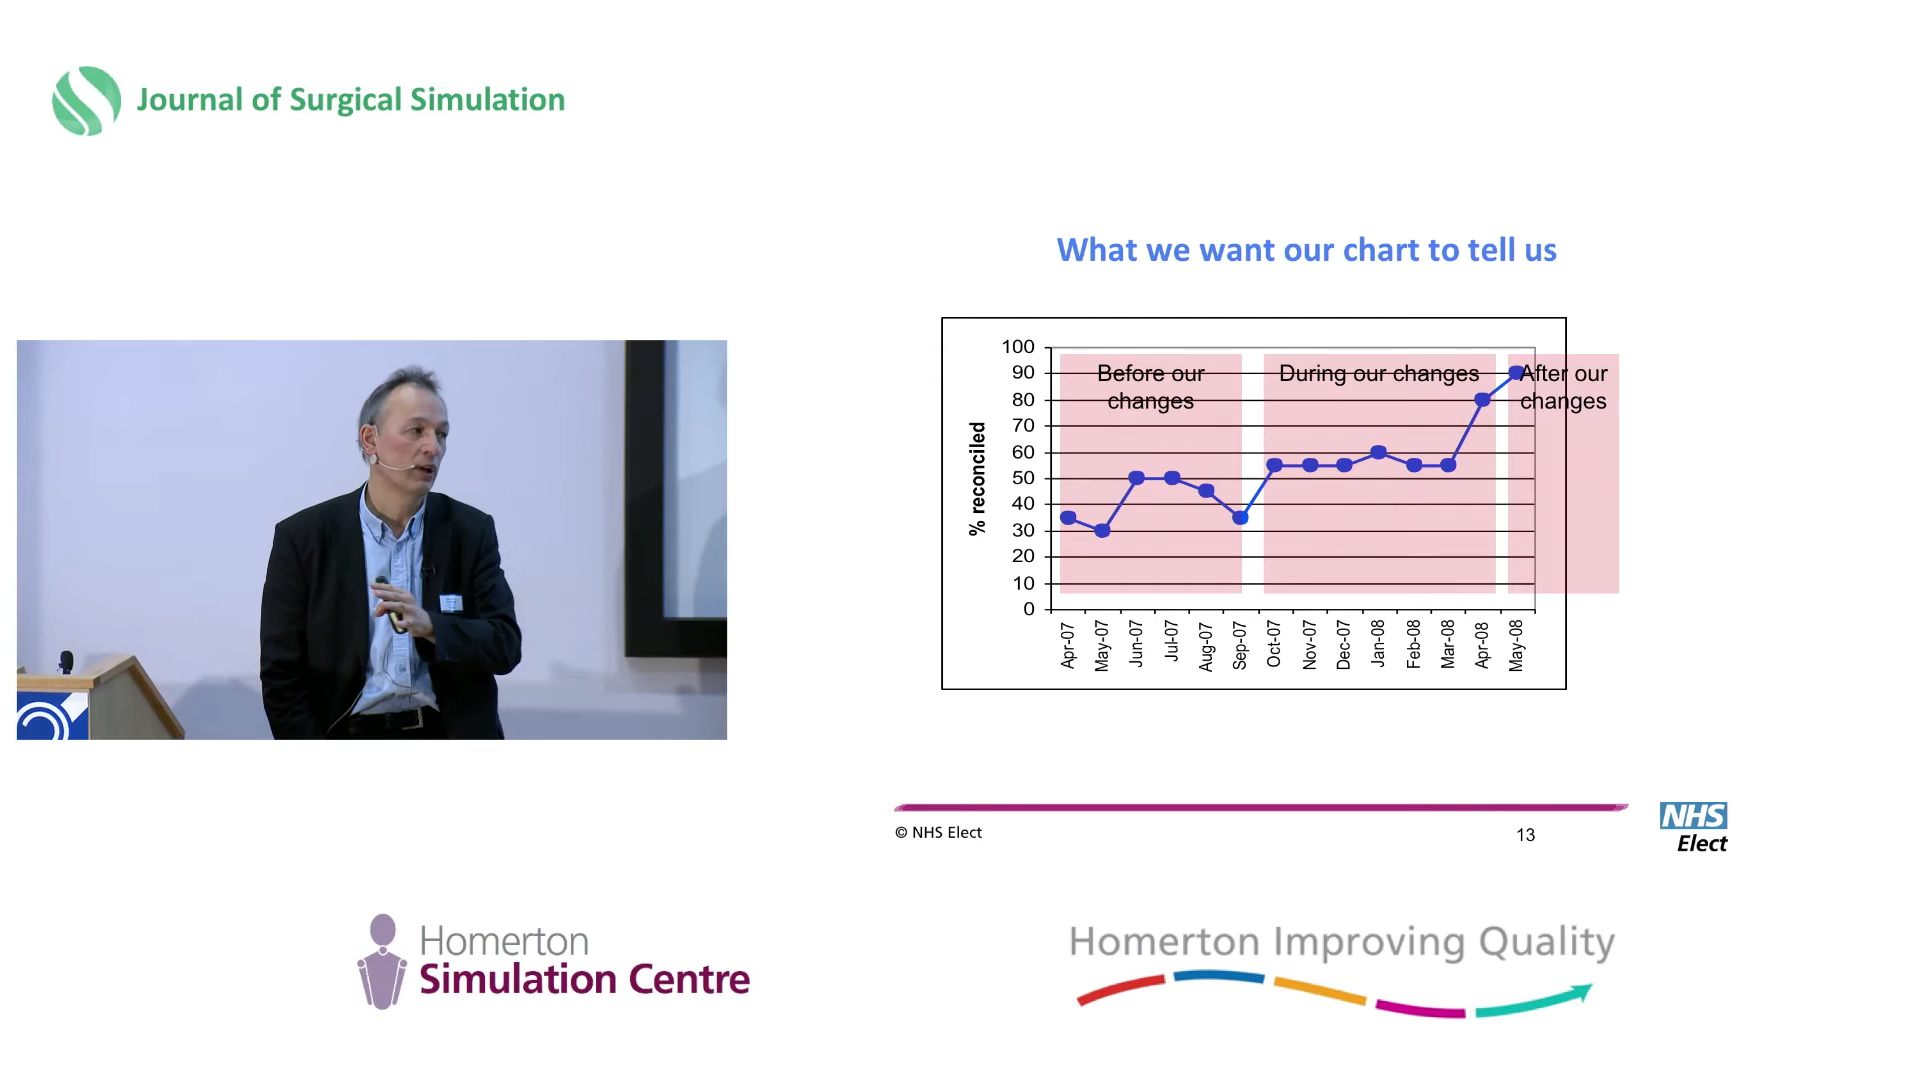 Journal of Surgical Simulation
What we want our chart to tell us
Before our
changes
During our changes
After our
changes
% reconciled
100
90
80
70
60
50
40
30
20
10
0
Apr-07
May-07
Jun-07
Jul-07
Aug-07
Sep-07
Oct-07
Nov-07
Dec-07
Jan-08
Feb-08
Mar-08
Apr-08
May-08
© NHS Elect
13
NHS
Elect
Homerton
Simulation Centre
Homerton Improving Quality